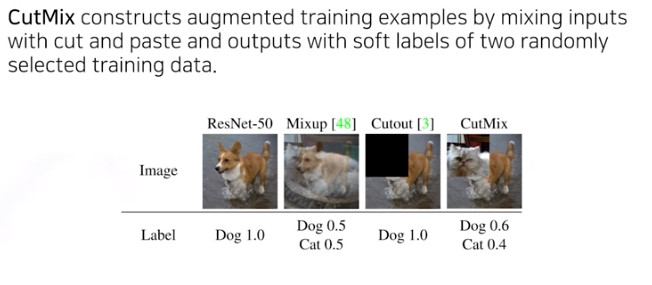 CutMix constructs augmented training examples by mixing inputs
with cut and paste and outputs with soft labels of two randomly
selected training data.
ResNet-50 Mixup [48] Cutout [3] CutMix
Image
Label Dog 1.0 Dog 0.5 Cat 0.5 Dog 1.0 Dog 0.6 Cat 0.4